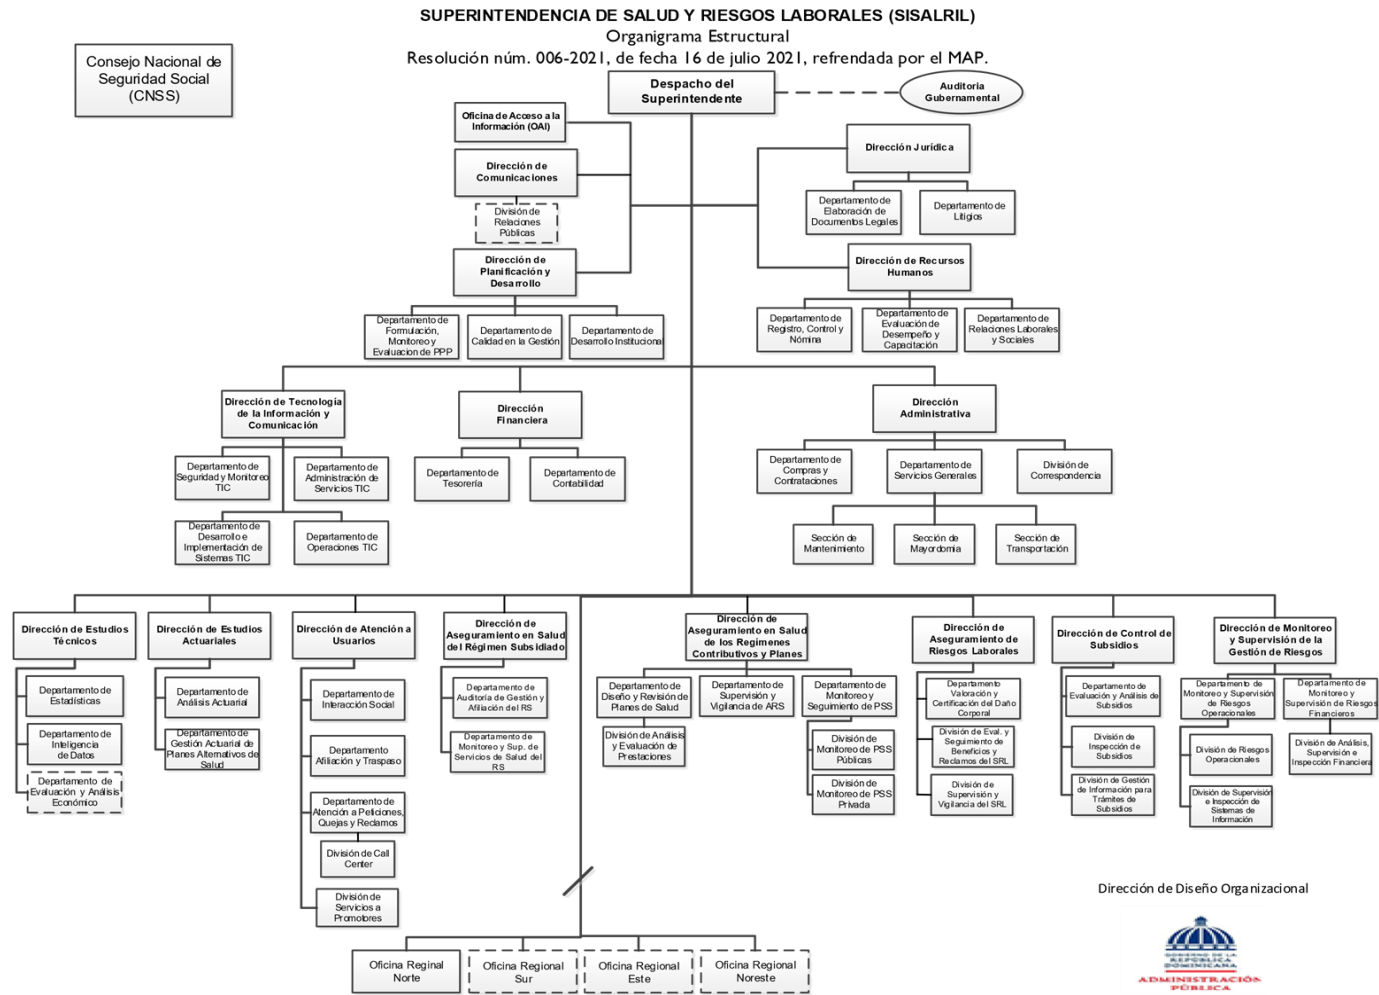 SUPERINTENDENCIA DE SALUD Y RIESGOS LABORALES (SISALRIL)
Organigrama Estructural
Resolución núm. 006-2021, de fecha 16 de julio 2021, refrendada por el MAP.
Consejo Nacional de
Seguridad Social
(CNSS)
Despacho del
Superintendente
Auditoria
Gubernamental
Oficina de Acceso a la
Información (OAI)
Dirección de
Comunicaciones
División de
Relaciones
Públicas
Dirección de
Planificación y
Desarrollo
Departamento de
Formulación,
Monitoreo y
Evaluacion de PPP
Departamento de
Calidad en la Gestión
Departamento de
Desarrollo Institucional
Dirección Jurídica
Departamento de
Elaboración de
Documentos Legales
Departamento de
Litigios
Dirección de Recursos
Humanos
Departamento de
Registro, Control y
Nómina
Departamento de
Evaluación de
Desempeño y
Capacitación
Departamento de
Relaciones Laborales
y Sociales
Dirección de Tecnología
de la Información y
Comunicación
Departamento de
Seguridad y Monitoreo
TIC
Departamento de
Administración de
Servicios TIC
Departamento de
Desarrollo e
Implementación de
Sistemas TIC
Departamento de
Operaciones TIC
Dirección
Financiera
Departamento de
Tesorería
Departamento de
Contabilidad
Dirección
Administrativa
Departamento de
Compras y
Contrataciones
Departamento de
Servicios Generales
División de
Correspondencia
Sección de
Mantenimiento
Sección de
Mayordomia
Sección de
Transportación
Dirección de Estudios
Técnicos
Departamento de
Estadísticas
Departamento de
Inteligencia
de Datos
Departamento de
Evaluación y Análisis
Económico
Dirección de Estudios
Actuariales
Departamento de
Análisis Actuarial
Departamento de
Gestión Actuarial de
Planes Alternativos de
Salud
Dirección de Atención a
Usuarios
Departamento de
Interacción Social
Departamento
Afiliación y Traspaso
Departamento de
Atención a Peticiones,
Quejas y Reclamos
División de Call
Center
División de
Servicios a
Promotores
Dirección de
Aseguramiento en Salud
del Régimen Subsidiado
Departamento de
Auditoria de Gestión y
Afiliación del RS
Departamento de
Monitoreo y Sup. de
Servicios de Salud del
RS
Dirección de
Aseguramiento en Salud
de los Regímenes
Contributivos y Planes
Departamento de
Diseño y Revisión de
Planes de Salud
División de Análisis
y Evaluación de
Prestaciones
Departamento de
Supervisión y
Vigilancia de ARS
Departamento de
Monitoreo y
Seguimiento de PSS
División de
Monitoreo de PSS
Públicas
División de
Monitoreo de PSS
Privada
Dirección de
Aseguramiento de
Riesgos Laborales
Departamento
Valoración y
Certificación del Daño
Corporal
División de Eval. y
Seguimiento de
Beneficios y
Reclamos del SRL
División de
Supervisión y
Vigilancia del SRL
Dirección de Control de
Subsidios
Departamento de
Evaluación y Análisis de
Subsidios
División de
Inspección de
Subsidios
División de Gestión
de Información para
Trámites de
Subsidios
Dirección de Monitoreo
y Supervisión de la
Gestión de Riesgos
Departamento de
Monitoreo y Supervisión
de Riesgos
Operacionales
División de Riesgos
Operacionales
División de Supervisión
e Inspección de
Sistemas de
Información
Departamento de
Monitoreo y
Supervisión de Riesgos
Financieros
División de Análisis,
Supervisión e
Inspección Financiera
Oficina Reginal
Norte
Oficina Regional
Sur
Oficina Regional
Este
Oficina Regional
Noreste
Dirección de Diseño Organizacional
GOBIERNO DE LA
REPÚBLICA
DOMINICANA
ADMINISTRACIÓN
PÚBLICA